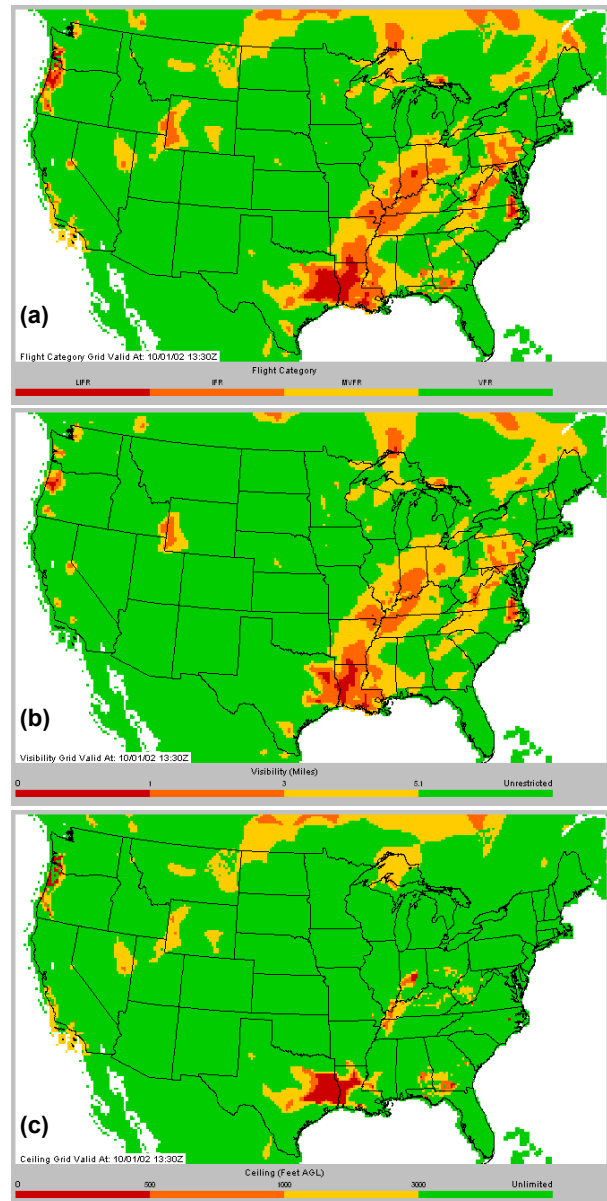 (a)
Flight Category Grid Valid At: 10/01/02 13:30Z
Flight Category
LIFR IFR MVFR VFR
(b)
Visibility Grid Valid At: 10/01/02 13:30Z
Visibility (Miles)
0 1 3 5.1 Unrestricted
(c)
Ceiling Grid Valid At: 10/01/02 13:30Z
Ceiling (Feet AGL)
0 500 1000 3000 Unlimited